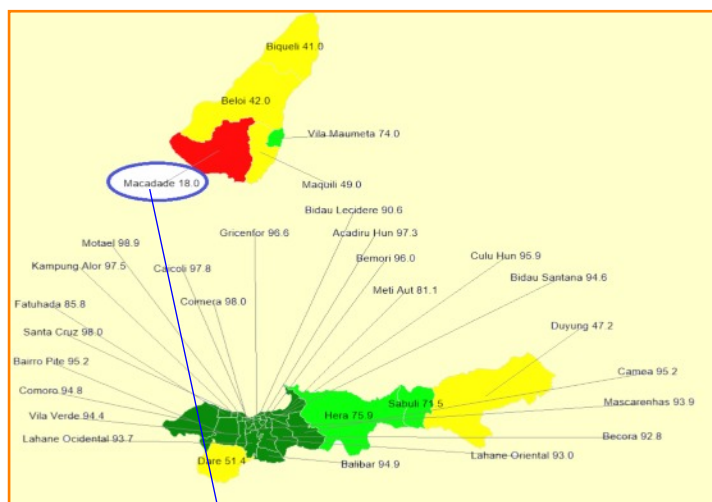 Biqueli 41.0
Beloi 42.0
Vila Maumeta 74.0
Macadade 18.0
Maquili 49.0
Bidau Lecidere 90.6
Gricenfor 96.6
Acadiru Hun 97.3
Motael 98.9
Bemori 96.0
Culu Hun 95.9
Kampung Alor 97.5
Caicoli 97.8
Bidau Santana 94.6
Meti Aut 81.1
Fatuhada 85.8
Coimera 98.0
Duyung 47.2
Santa Cruz 98.0
Bairro Pite 95.2
Camea 95.2
Comoro 94.8
Sabuli 71.5
Mascarenhas 93.9
Vila Verde 94.4
Hera 75.9
Becora 92.8
Lahane Ocidental 93.7
Lahane Oriental 93.0
Dare 51.4
Balibar 94.9